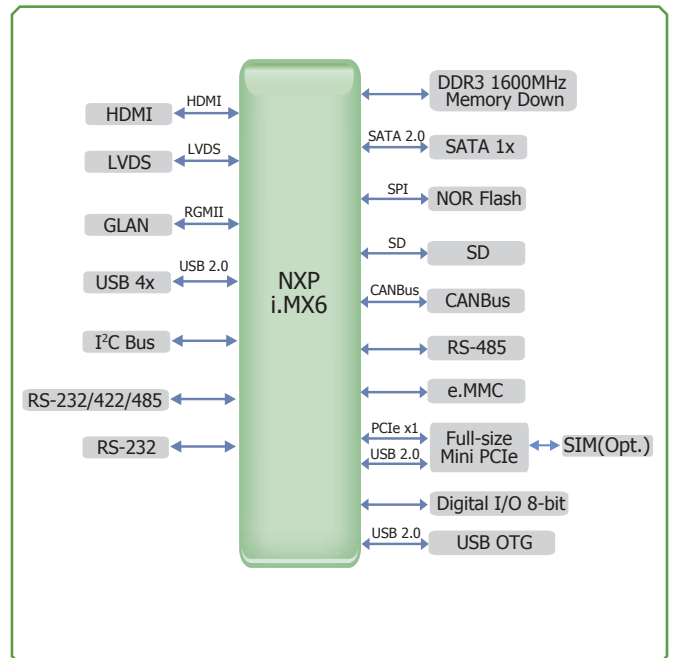 HDMI
HDMI
LVDS
LVDS
GLAN
RGMII
USB 4x
USB 2.0
I²C Bus
RS-232/422/485
RS-232
NXP
i.MX6
DDR3 1600MHz
Memory Down
SATA 2.0
SATA 1x
SPI
NOR Flash
SD
SD
CANBus
CANBus
RS-485
e.MMC
PCIe x1
USB 2.0
Full-size
Mini PCIe
SIM(Opt.)
Digital I/O 8-bit
USB 2.0
USB OTG